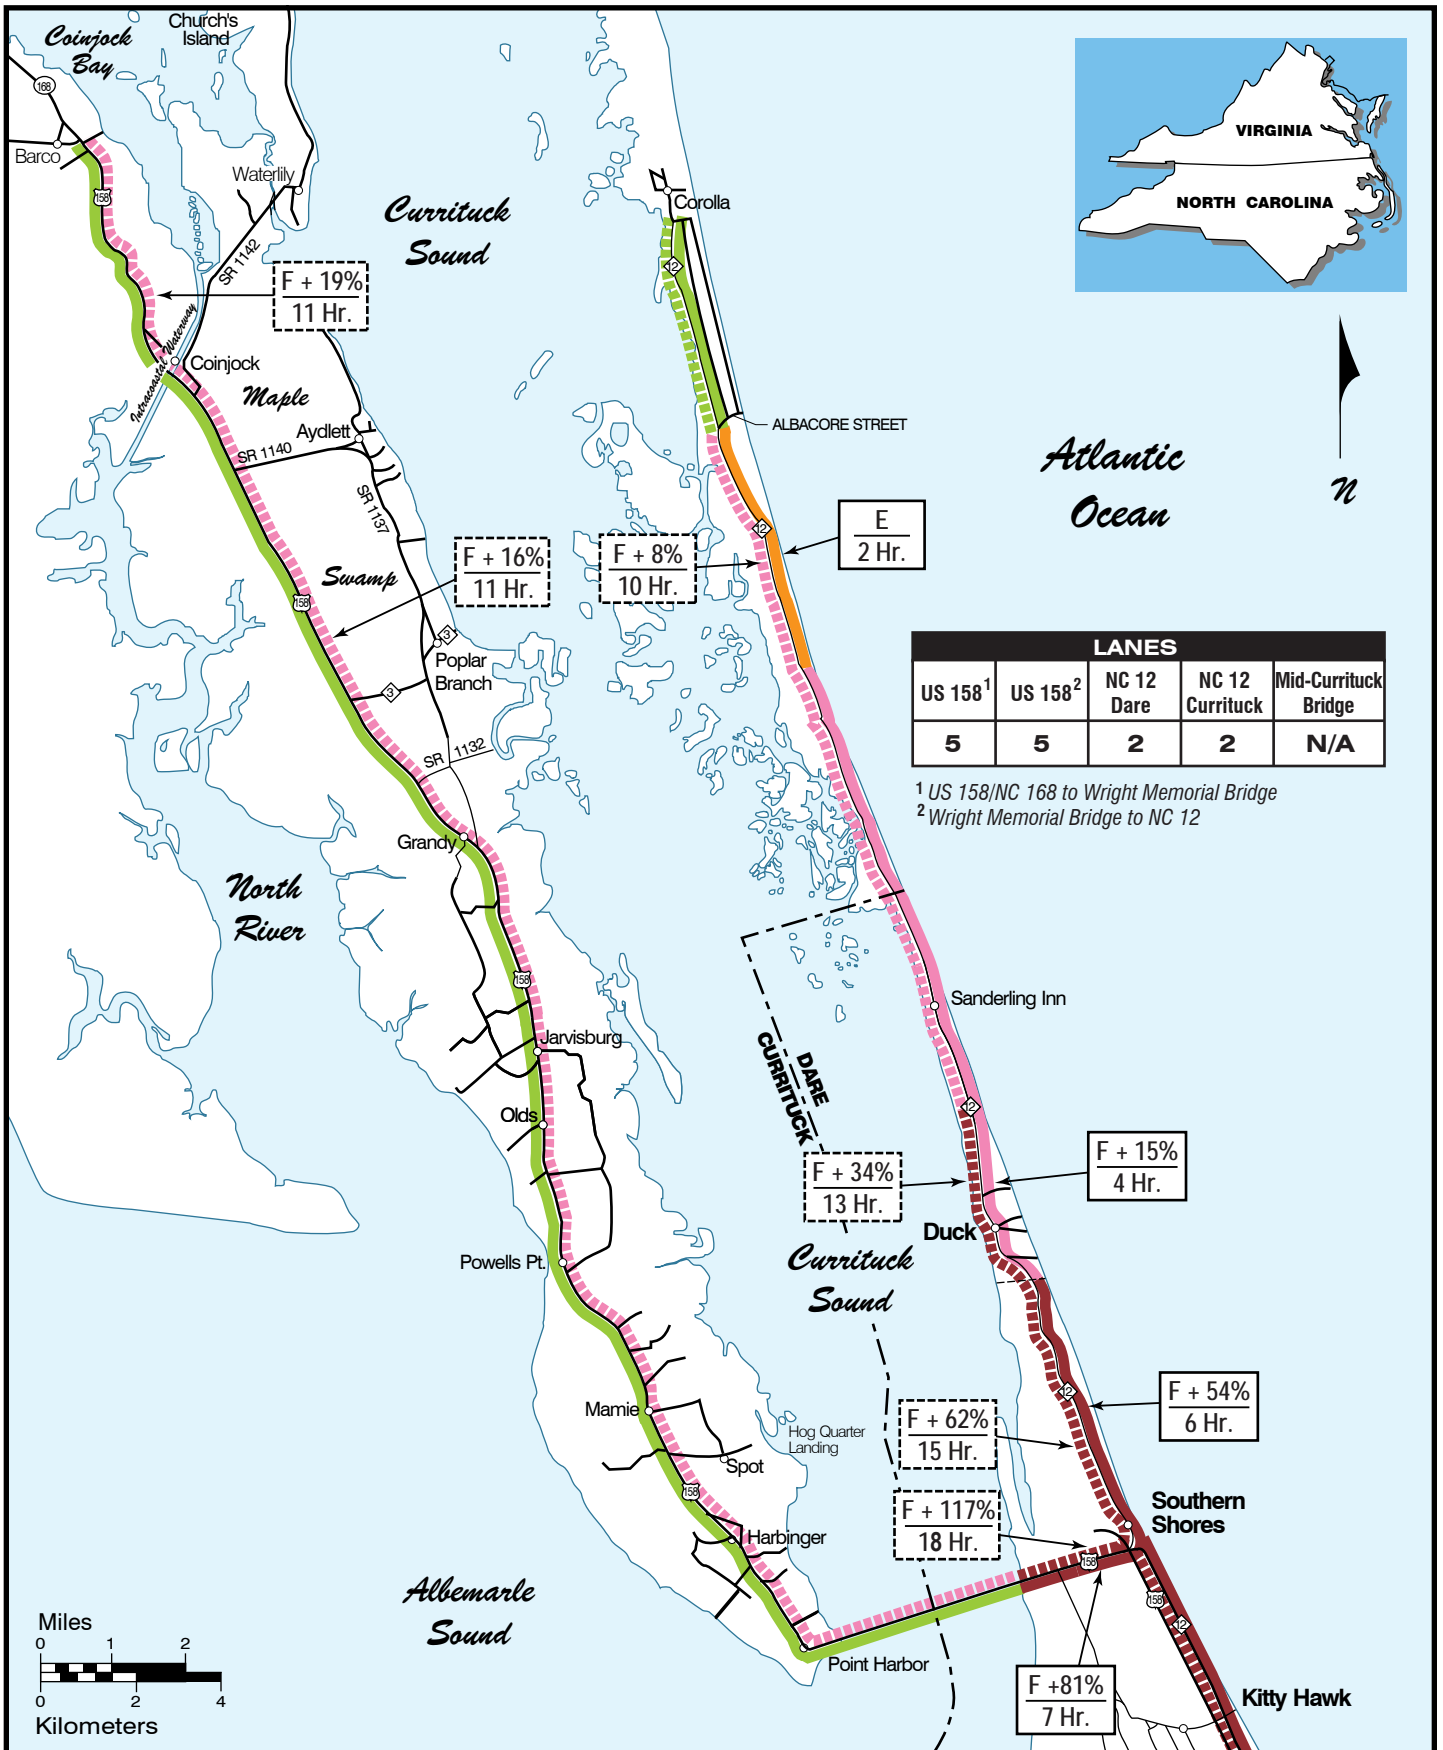 Coinjock
Bay
Church's
Island
168
Barco
158
Waterlily
SR 1142
Currituck
Sound
Corolla
12
VIRGINIA
NORTH CAROLINA
F + 19%
11 Hr.
Intracoastal Waterway
Coinjock
Maple
Aydlett
SR 1140
SR 1137
ALBACORE STREET
Atlantic
Ocean
N
F + 16%
11 Hr.
F + 8%
10 Hr.
12
E
2 Hr.
Swamp
158
3
Poplar
Branch
3
SR 1132
LANES
US 158¹
US 158²
NC 12
Dare
NC 12
Currituck
Mid-Currituck
Bridge
5
5
2
2
N/A
¹ US 158/NC 168 to Wright Memorial Bridge
² Wright Memorial Bridge to NC 12
Grandy
North
River
158
Sanderling Inn
Jarvisburg
DARE
CURRITUCK
12
Olds
F + 34%
13 Hr.
F + 15%
4 Hr.
Duck
Currituck
Sound
Powells Pt.
12
F + 54%
6 Hr.
Mamie
F + 62%
15 Hr.
Hog Quarter
Landing
Spot
158
F + 117%
18 Hr.
Southern
Shores
Harbinger
158
158
12
Albemarle
Sound
Point Harbor
F +81%
7 Hr.
Kitty Hawk
Miles
0 1 2
0 2 4
Kilometers